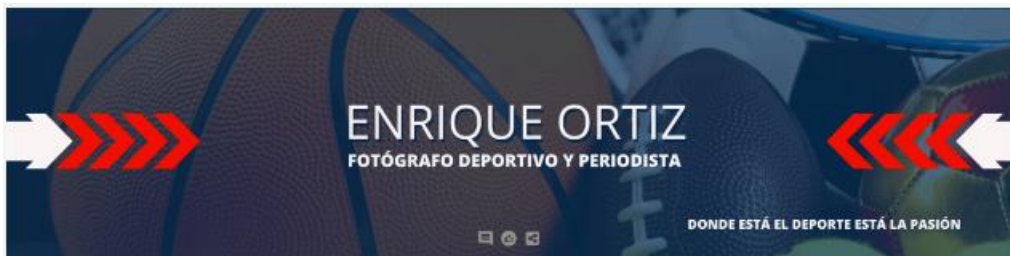 ENRIQUE ORTIZ
FOTÓGRAFO DEPORTIVO Y PERIODISTA
DONDE ESTÁ EL DEPORTE ESTÁ LA PASIÓN